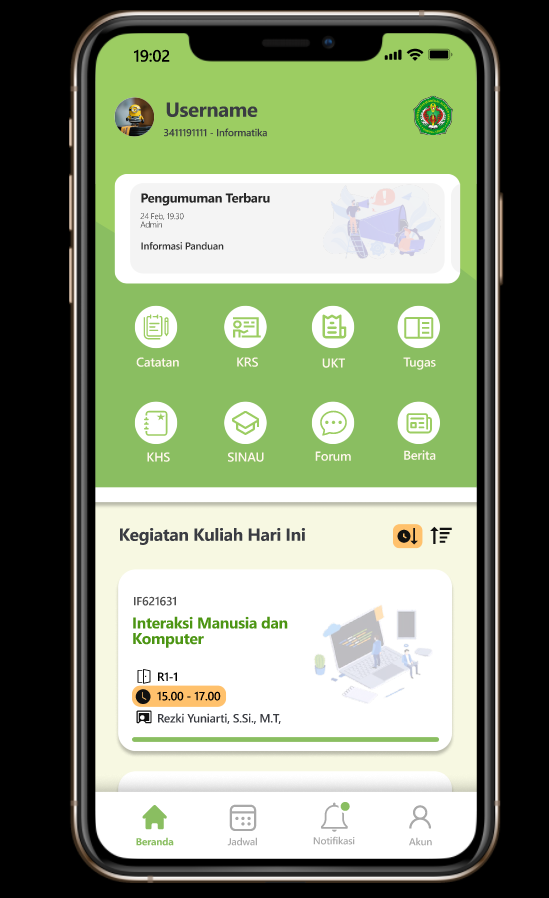 19:02
Username
3411191111 - Informatika
Pengumuman Terbaru
24 Feb, 19.30
Admin
Informasi Panduan
Catatan
KRS
UKT
Tugas
KHS
SINAU
Forum
Berita
Kegiatan Kuliah Hari Ini
IF621631
Interaksi Manusia dan
Komputer
R1-1
15.00 - 17.00
Rezki Yuniarti, S.Si., M.T,
Beranda
Jadwal
Notifikasi
Akun